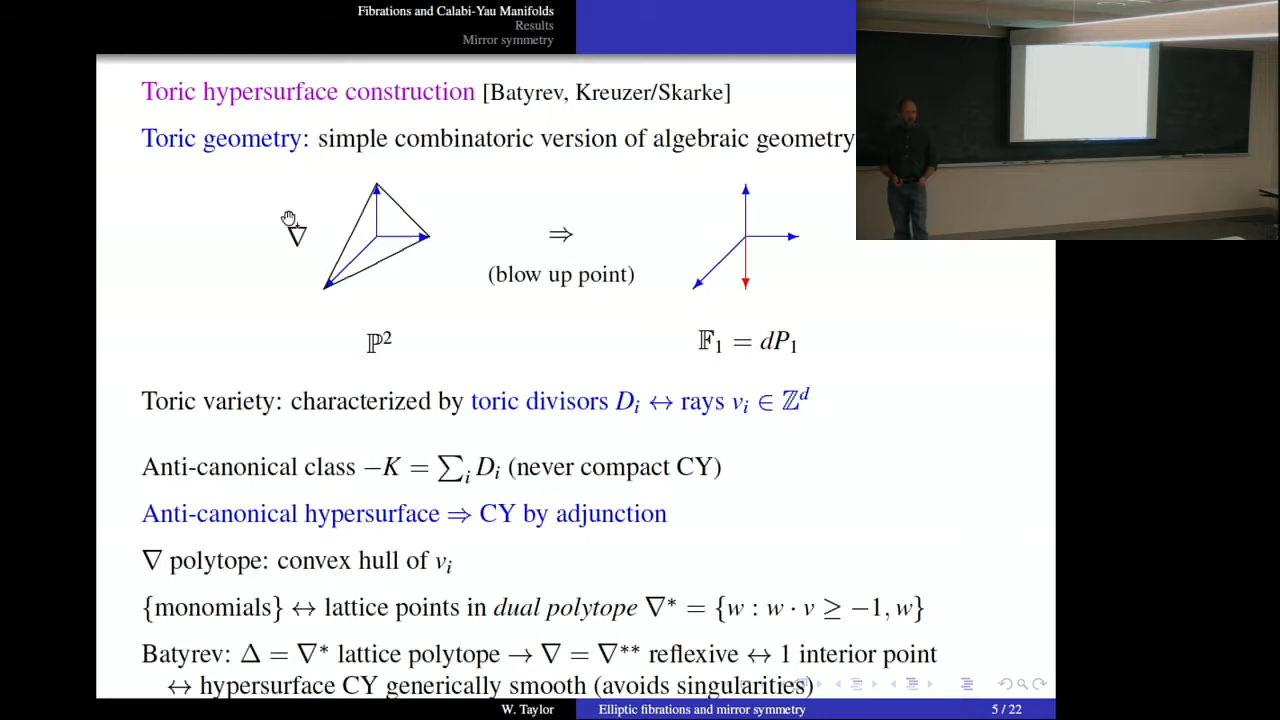 Fibrations and Calabi-Yau Manifolds
Results
Mirror symmetry
Toric hypersurface construction [Batyrev, Kreuzer/Skarke]
Toric geometry: simple combinatoric version of algebraic geometry
∇
⇒
(blow up point)
ℙ² 𝔽₁ = dP₁
Toric variety: characterized by toric divisors Dᵢ ↔ rays vᵢ ∈ ℤᵈ
Anti-canonical class −K = ∑ᵢ Dᵢ (never compact CY)
Anti-canonical hypersurface ⇒ CY by adjunction
∇ polytope: convex hull of vᵢ
{monomials} ↔ lattice points in dual polytope ∇* = {w : w · v ≥ −1, w}
Batyrev: Δ = ∇* lattice polytope → ∇ = ∇** reflexive ↔ 1 interior point
↔ hypersurface CY generically smooth (avoids singularities)
W. Taylor Elliptic fibrations and mirror symmetry 5 / 22